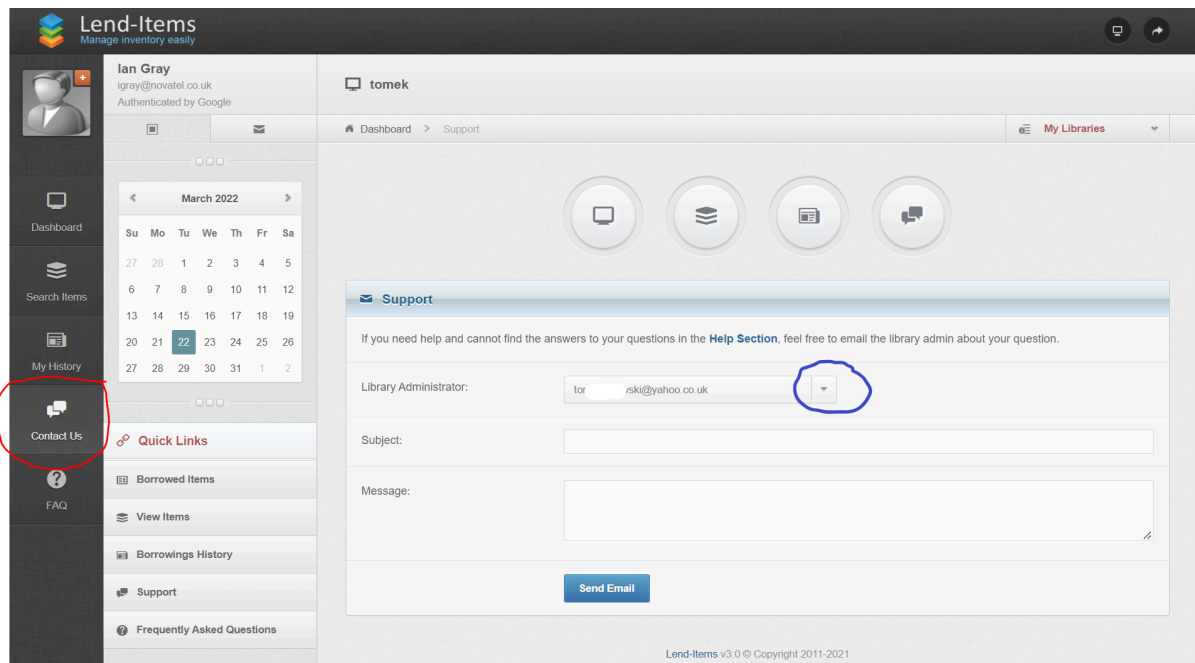 Lend-Items
Manage inventory easily
Ian Gray
igray@novatel.co.uk
Authenticated by Google
tomek
Dashboard > Support
My Libraries
Dashboard
Search Items
My History
Contact Us
FAQ
March 2022
Su Mo Tu We Th Fr Sa
27 28 1 2 3 4 5
6 7 8 9 10 11 12
13 14 15 16 17 18 19
20 21 22 23 24 25 26
27 28 29 30 31 1 2
Quick Links
Borrowed Items
View Items
Borrowings History
Support
Frequently Asked Questions
Support
If you need help and cannot find the answers to your questions in the Help Section, feel free to email the library admin about your question.
Library Administrator:
@yahoo.co.uk
Subject:
Message:
Send Email
Lend-Items v3.0 © Copyright 2011-2021